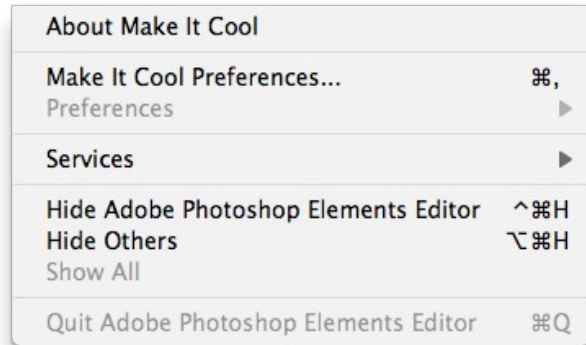 About Make It Cool
Make It Cool Preferences... ⌘,
Preferences ▶
Services ▶
Hide Adobe Photoshop Elements Editor ^⌘H
Hide Others ⌥⌘H
Show All
Quit Adobe Photoshop Elements Editor ⌘Q